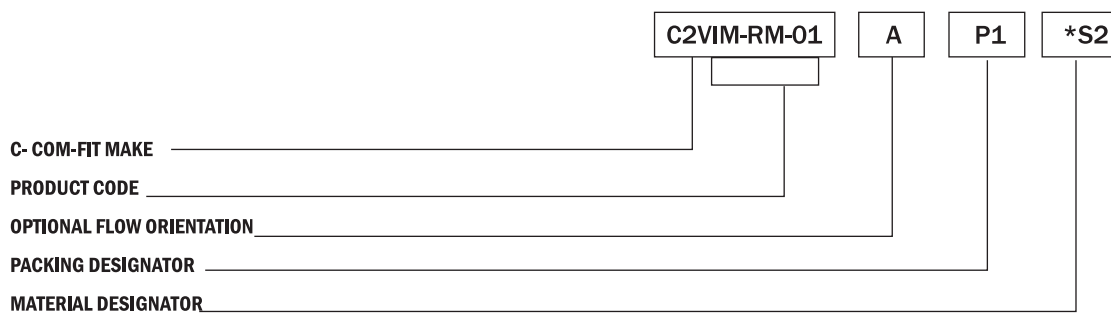 C2VIM-RM-01 A P1 *S2
C- COM-FIT MAKE
PRODUCT CODE
OPTIONAL FLOW ORIENTATION
PACKING DESIGNATOR
MATERIAL DESIGNATOR